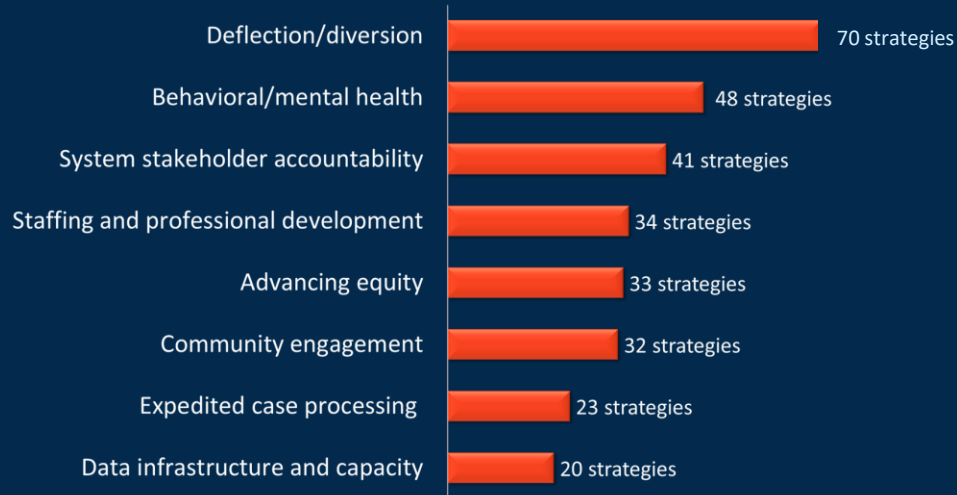 Deflection/diversion 70 strategies
Behavioral/mental health 48 strategies
System stakeholder accountability 41 strategies
Staffing and professional development 34 strategies
Advancing equity 33 strategies
Community engagement 32 strategies
Expedited case processing 23 strategies
Data infrastructure and capacity 20 strategies